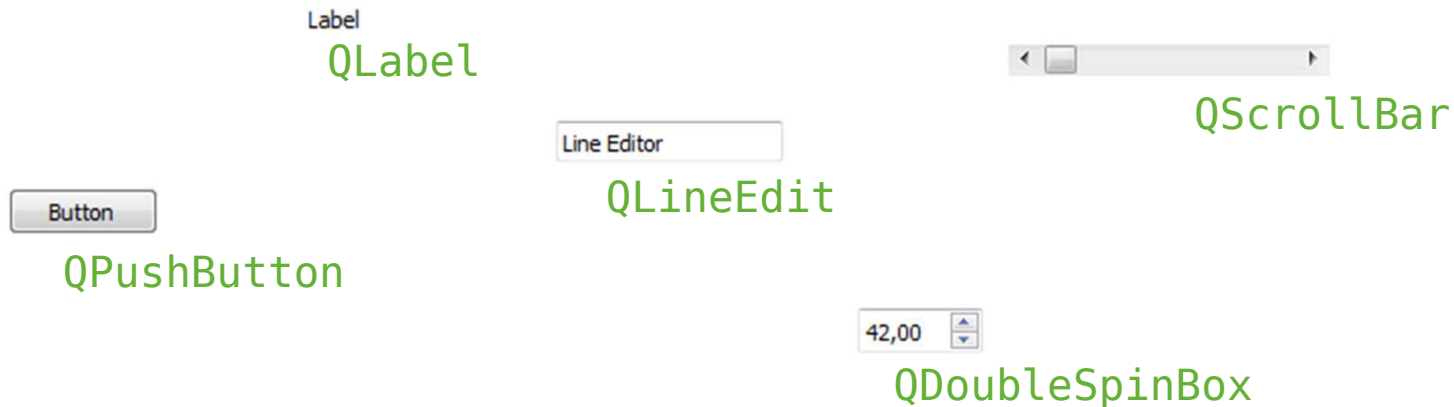 Label
QLabel
QScrollBar
Line Editor
QLineEdit
Button
QPushButton
42,00
QDoubleSpinBox